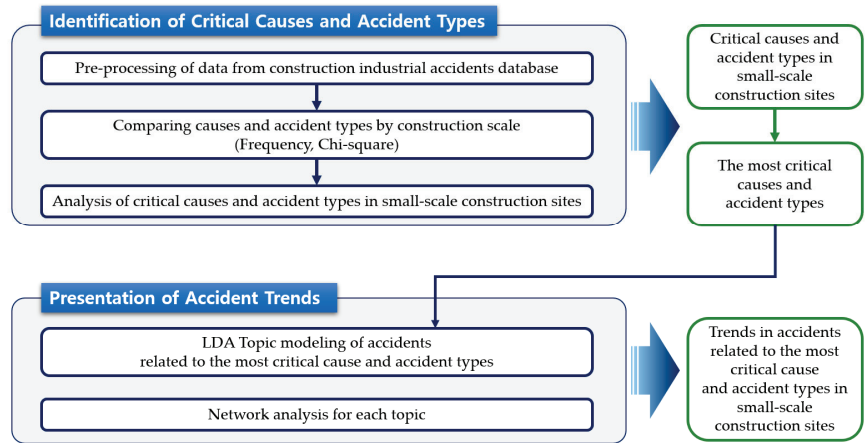 Identification of Critical Causes and Accident Types
Pre-processing of data from construction industrial accidents database
Comparing causes and accident types by construction scale
(Frequency, Chi-square)
Analysis of critical causes and accident types in small-scale construction sites
Critical causes and
accident types in
small-scale
construction sites
The most critical
causes and
accident types
Presentation of Accident Trends
LDA Topic modeling of accidents
related to the most critical cause and accident types
Network analysis for each topic
Trends in accidents
related to the most
critical cause
and accident types in
small-scale
construction sites